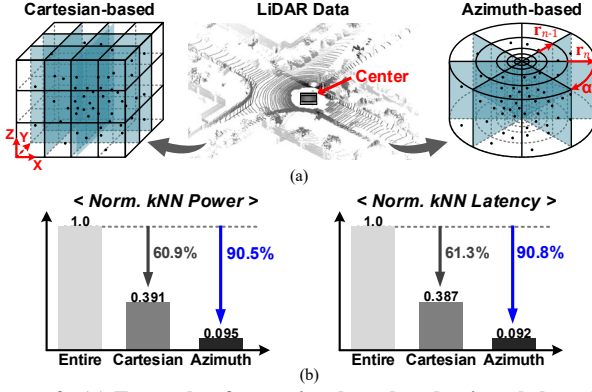 Cartesian-based
LiDAR Data
Azimuth-based
Center
r n-1
r n
α
Z
Y
X
(a)
< Norm. kNN Power >
1.0
60.9%
90.5%
0.391
0.095
Entire
Cartesian
Azimuth
< Norm. kNN Latency >
1.0
61.3%
90.8%
0.387
0.092
Entire
Cartesian
Azimuth
(b)